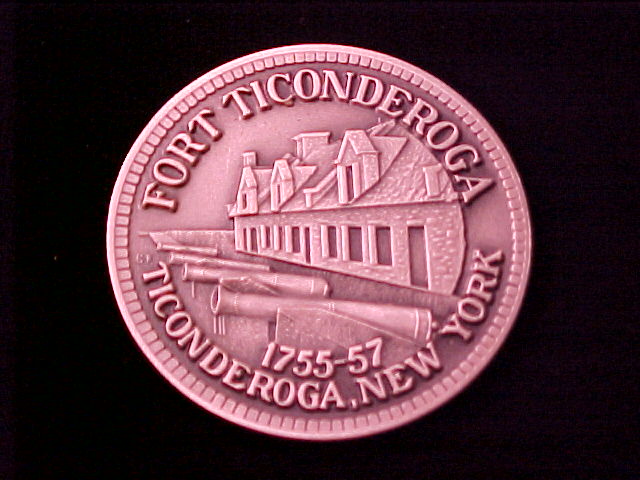 FORT TICONDEROGA
1755-57
TICONDEROGA, NEW YORK